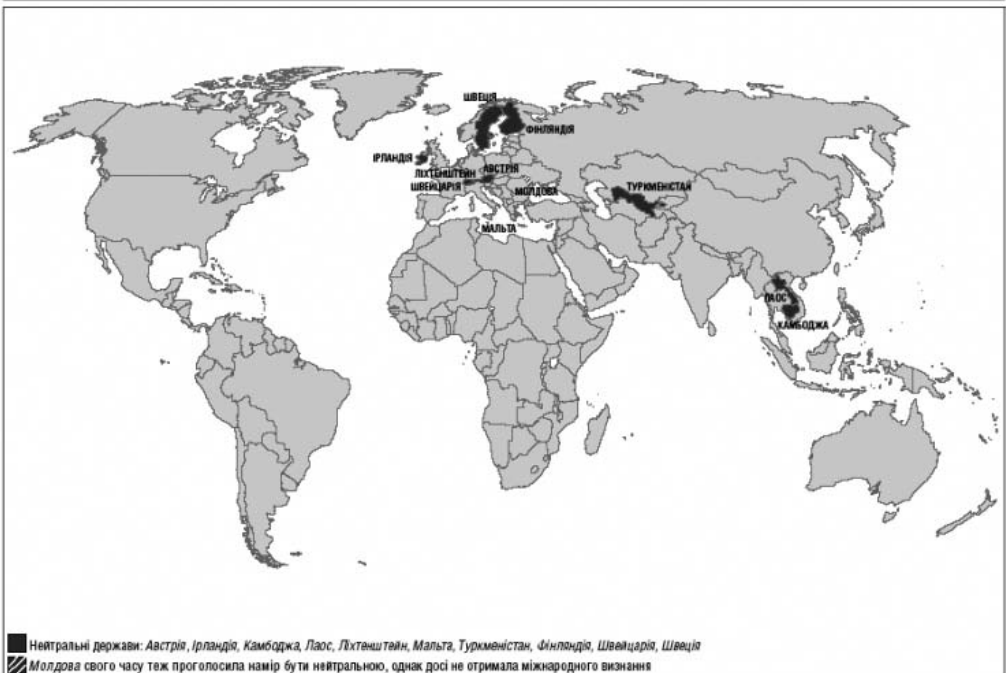 ШВЕЦІЯ
ФІНЛЯНДІЯ
ІРЛАНДІЯ
АВСТРІЯ
ЛІХТЕНШТЕЙН
ШВЕЙЦАРІЯ
МОЛДОВА
ТУРКМЕНІСТАН
МАЛЬТА
ЛАОС
КАМБОДЖА
Нейтральні держави: Австрія, Ірландія, Камбоджа, Лаос, Ліхтенштейн, Мальта, Туркменістан, Фінляндія, Швейцарія, Швеція
Молдова свого часу теж проголосила намір бути нейтральною, однак досі не отримала міжнародного визнання